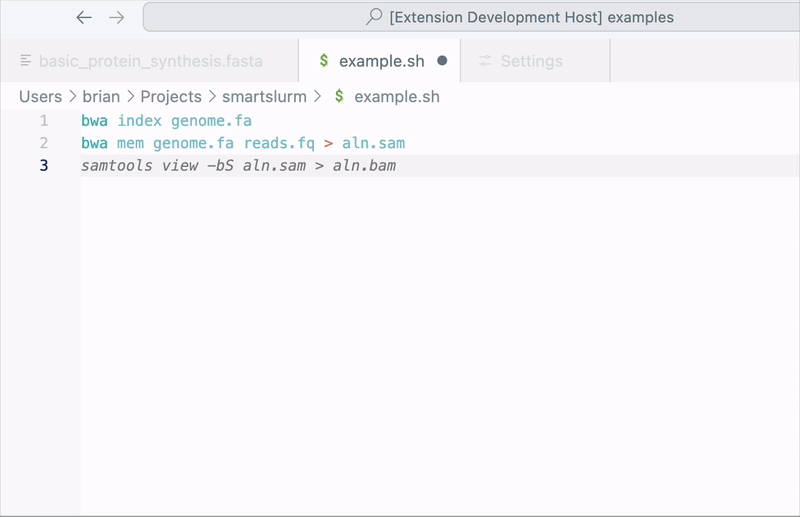 [Extension Development Host] examples
basic_protein_synthesis.fasta
$ example.sh
Settings
Users > brian > Projects > smartslurm > $ example.sh
1 bwa index genome.fa
2 bwa mem genome.fa reads.fq > aln.sam
3 samtools view -bS aln.sam > aln.bam